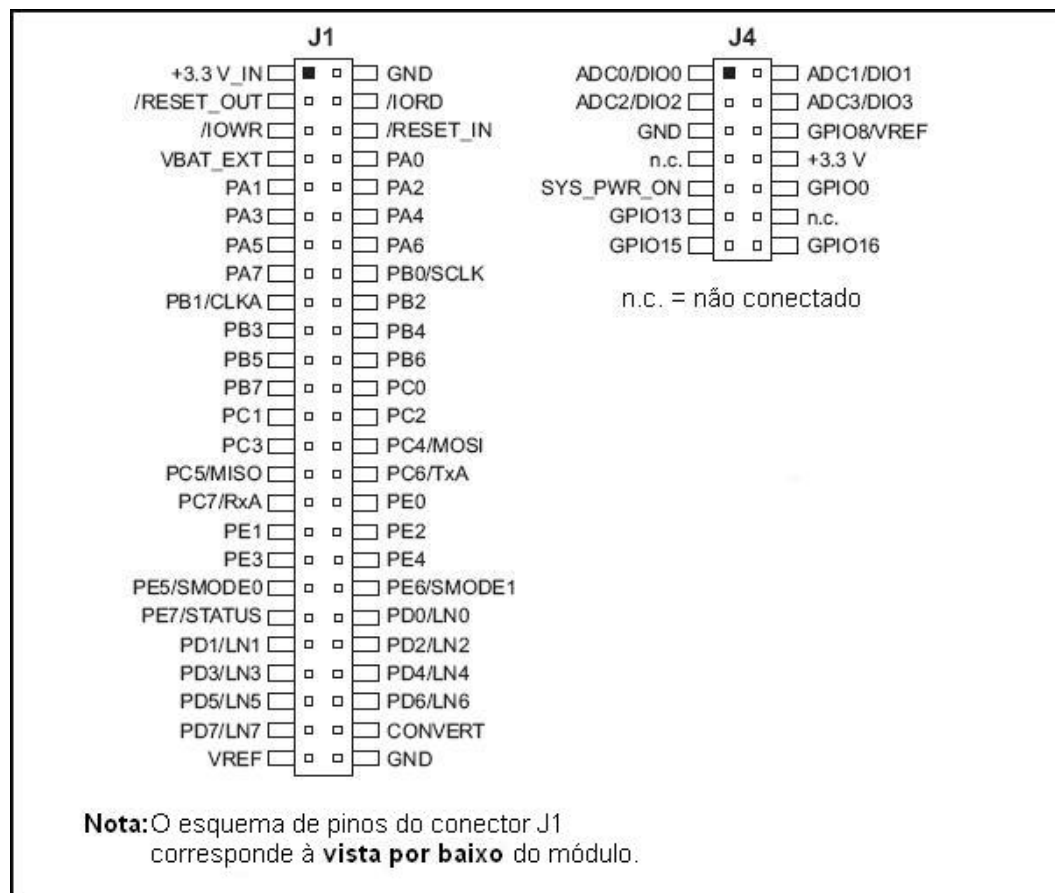 J1
+3.3 V_IN GND
/RESET_OUT /IORD
/IOWR /RESET_IN
VBAT_EXT PA0
PA1 PA2
PA3 PA4
PA5 PA6
PA7 PB0/SCLK
PB1/CLKA PB2
PB3 PB4
PB5 PB6
PB7 PC0
PC1 PC2
PC3 PC4/MOSI
PC5/MISO PC6/TxA
PC7/RxA PE0
PE1 PE2
PE3 PE4
PE5/SMODE0 PE6/SMODE1
PE7/STATUS PD0/LN0
PD1/LN1 PD2/LN2
PD3/LN3 PD4/LN4
PD5/LN5 PD6/LN6
PD7/LN7 CONVERT
VREF GND
J4
ADC0/DIO0 ADC1/DIO1
ADC2/DIO2 ADC3/DIO3
GND GPIO8/VREF
n.c. +3.3 V
SYS_PWR_ON GPIO0
GPIO13 n.c.
GPIO15 GPIO16
n.c. = não conectado
Nota:O esquema de pinos do conector J1
corresponde à vista por baixo do módulo.